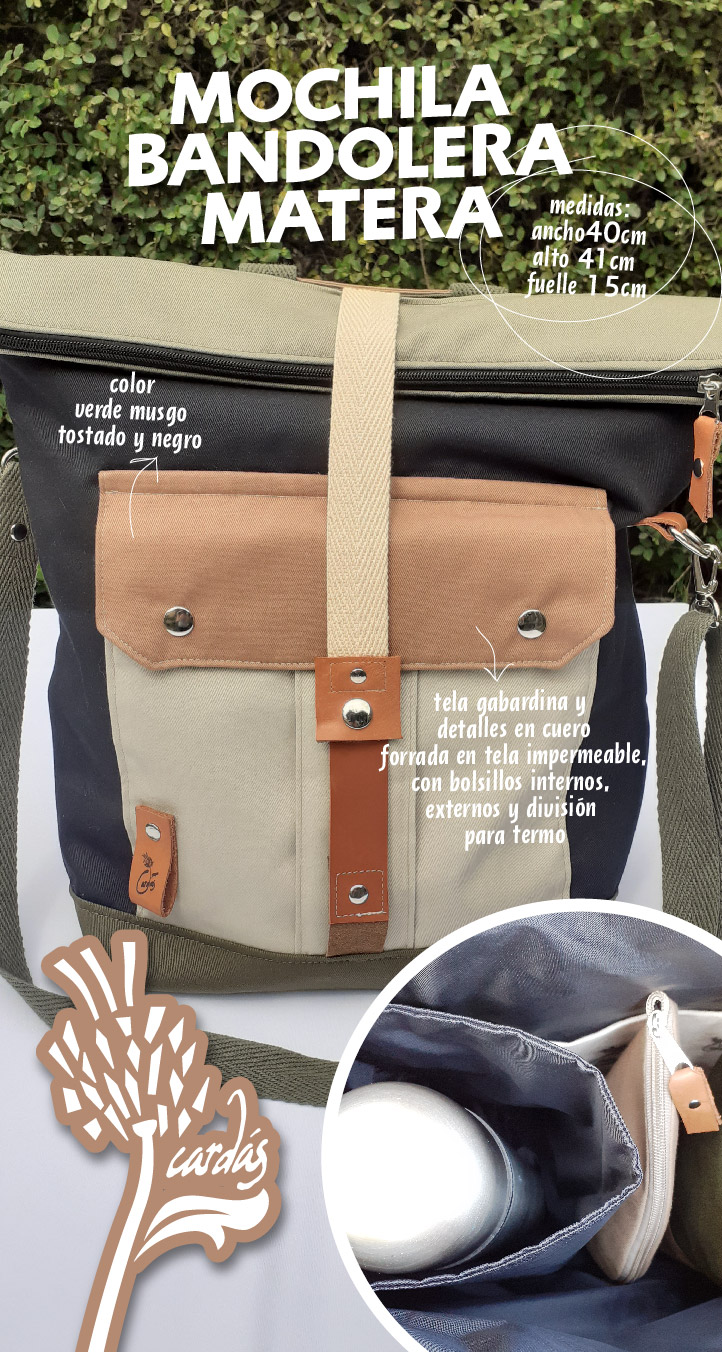 MOCHILA
BANDOLERA
MATERA
medidas:
ancho40cm
alto 41cm
fuelle 15cm
color
verde musgo
tostado y negro
tela gabardina y
detalles en cuero
forrada en tela impermeable,
con bolsillos internos,
externos y división
para termo
Cardás
cardás